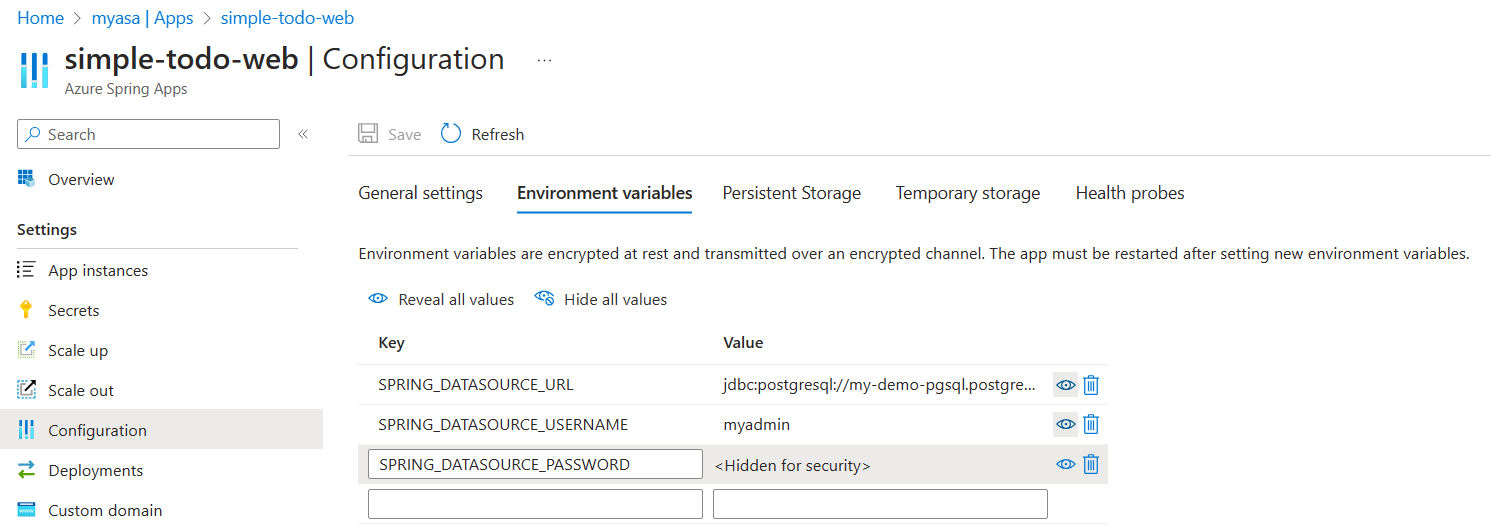 Home > myasa | Apps > simple-todo-web
simple-todo-web | Configuration ...
Azure Spring Apps
Search «
Save Refresh
Overview
General settings Environment variables Persistent Storage Temporary storage Health probes
Settings
Environment variables are encrypted at rest and transmitted over an encrypted channel. The app must be restarted after setting new environment variables.
App instances
Reveal all values Hide all values
Secrets
Key Value
Scale up
SPRING_DATASOURCE_URL jdbc:postgresql://my-demo-pgsql.postgre...
Scale out
SPRING_DATASOURCE_USERNAME myadmin
Configuration
SPRING_DATASOURCE_PASSWORD <Hidden for security>
Deployments
Custom domain